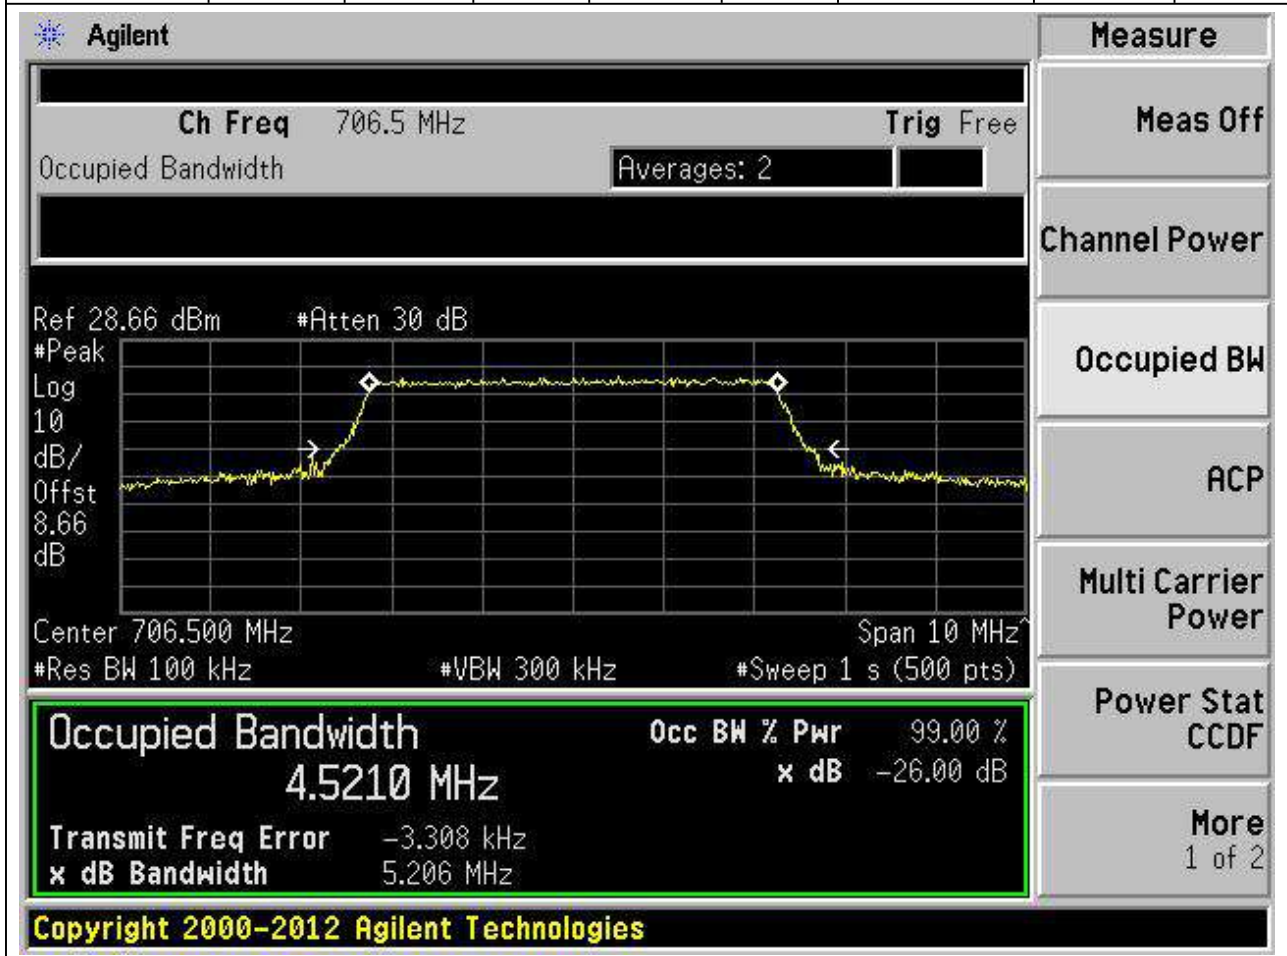 Agilent
Measure
Ch Freq 706.5 MHz Trig Free
Occupied Bandwidth Averages: 2
Meas Off
Channel Power
Occupied BW
ACP
Multi Carrier
Power
Power Stat
CCDF
More
1 of 2
Ref 28.66 dBm #Atten 30 dB
#Peak
Log
10
dB/
Offst
8.66
dB
Center 706.500 MHz Span 10 MHz^
#Res BW 100 kHz #VBW 300 kHz #Sweep 1 s (500 pts)
Occupied Bandwidth Occ BW % Pwr 99.00 %
4.5210 MHz x dB -26.00 dB
Transmit Freq Error -3.308 kHz
x dB Bandwidth 5.206 MHz
Copyright 2000-2012 Agilent Technologies